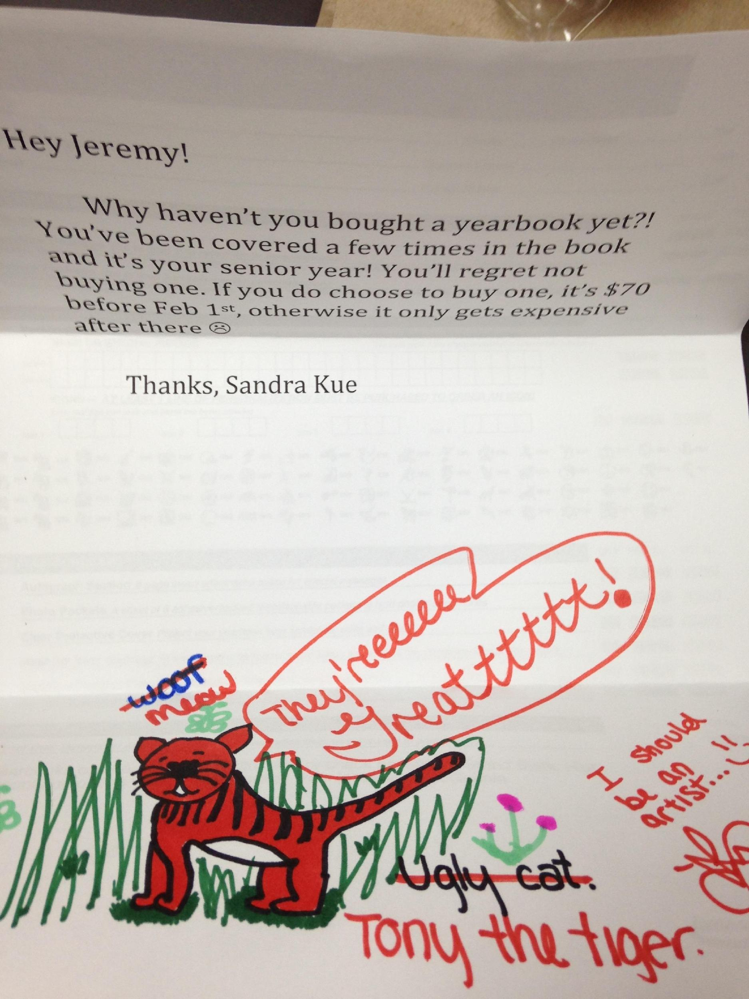 Hey Jeremy!
Why haven't you bought a yearbook yet?!
You've been covered a few times in the book
and it's your senior year! You'll regret not
buying one. If you do choose to buy one, it's $70
before Feb 1st, otherwise it only gets expensive
after there ☹
Thanks, Sandra Kue
They'reeeeeee
greattttttt!
woof
meow
I should
be an
artist... =)
Ugly cat.
Tony the tiger.